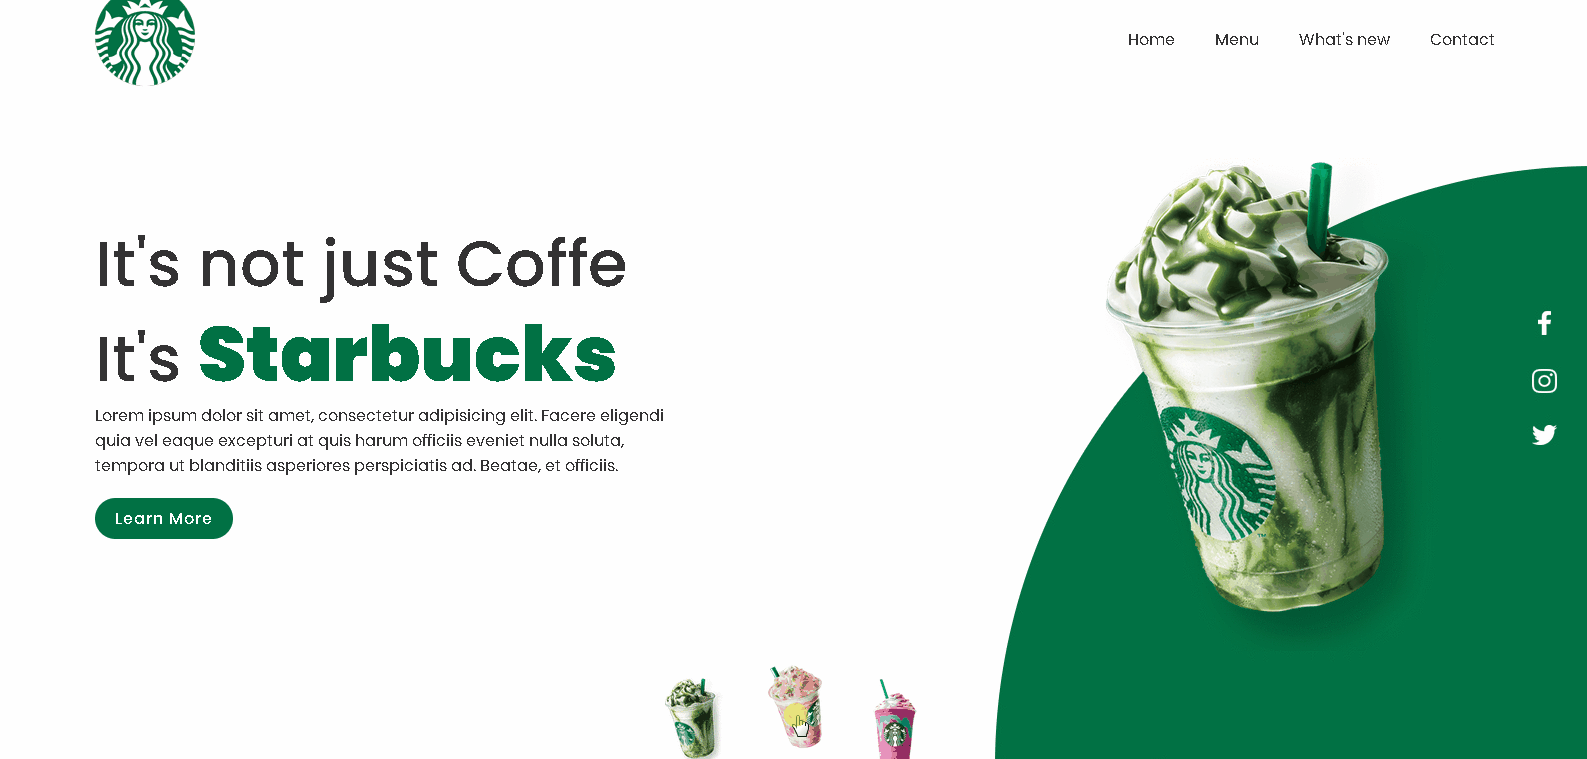 Home Menu What's new Contact
It's not just Coffe
It's Starbucks
Lorem ipsum dolor sit amet, consectetur adipisicing elit. Facere eligendi
quia vel eaque excepturi at quis harum officiis eveniet nulla soluta,
tempora ut blanditiis asperiores perspiciatis ad. Beatae, et officiis.
Learn More
TM